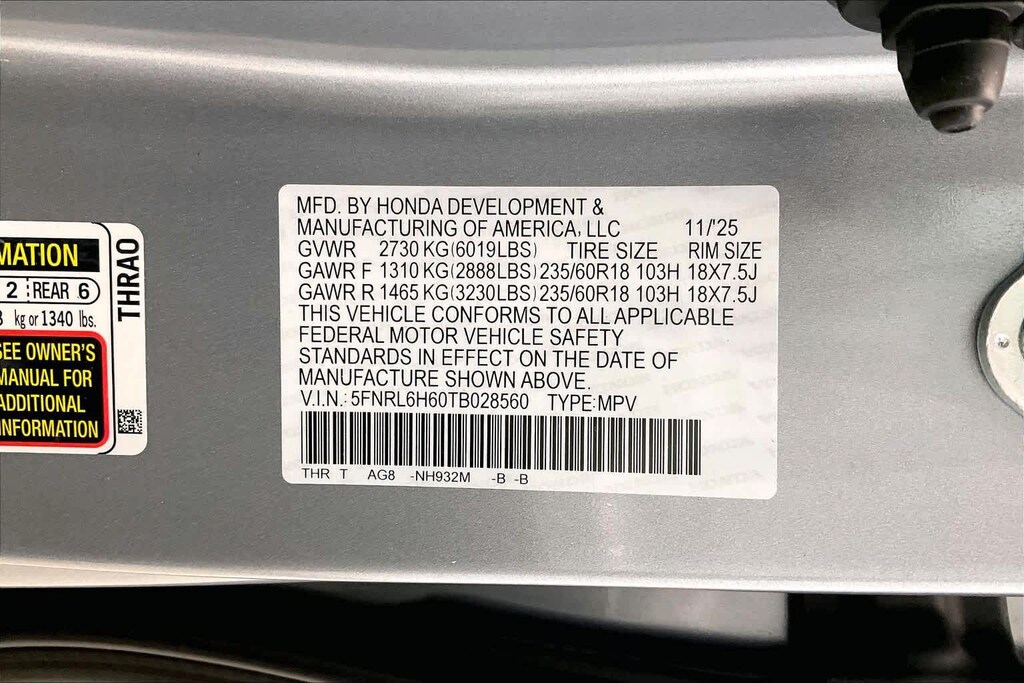 MFD. BY HONDA DEVELOPMENT &
MANUFACTURING OF AMERICA, LLC 11/'25
GVWR 2730 KG(6019LBS) TIRE SIZE RIM SIZE
GAWR F 1310 KG(2888LBS) 235/60R18 103H 18X7.5J
GAWR R 1465 KG(3230LBS) 235/60R18 103H 18X7.5J
THIS VEHICLE CONFORMS TO ALL APPLICABLE
FEDERAL MOTOR VEHICLE SAFETY
STANDARDS IN EFFECT ON THE DATE OF
MANUFACTURE SHOWN ABOVE.
V.I.N.: 5FNRL6H60TB028560 TYPE:MPV
THR T AG8 -NH932M -B -B
MATION
2 REAR 6
kg or 1340 lbs.
SEE OWNER'S
MANUAL FOR
ADDITIONAL
INFORMATION
THRAO